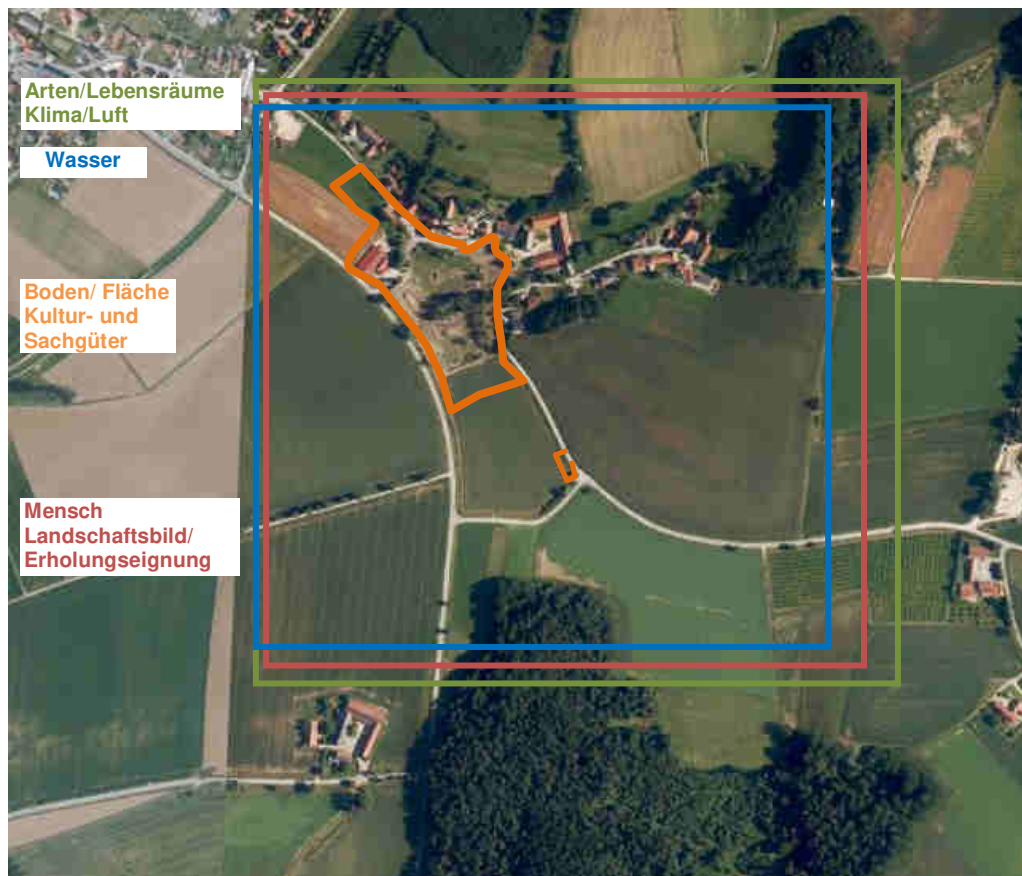 Arten/Lebensräume
Klima/Luft
Wasser
Boden/ Fläche
Kultur- und
Sachgüter
Mensch
Landschaftsbild/
Erholungseignung